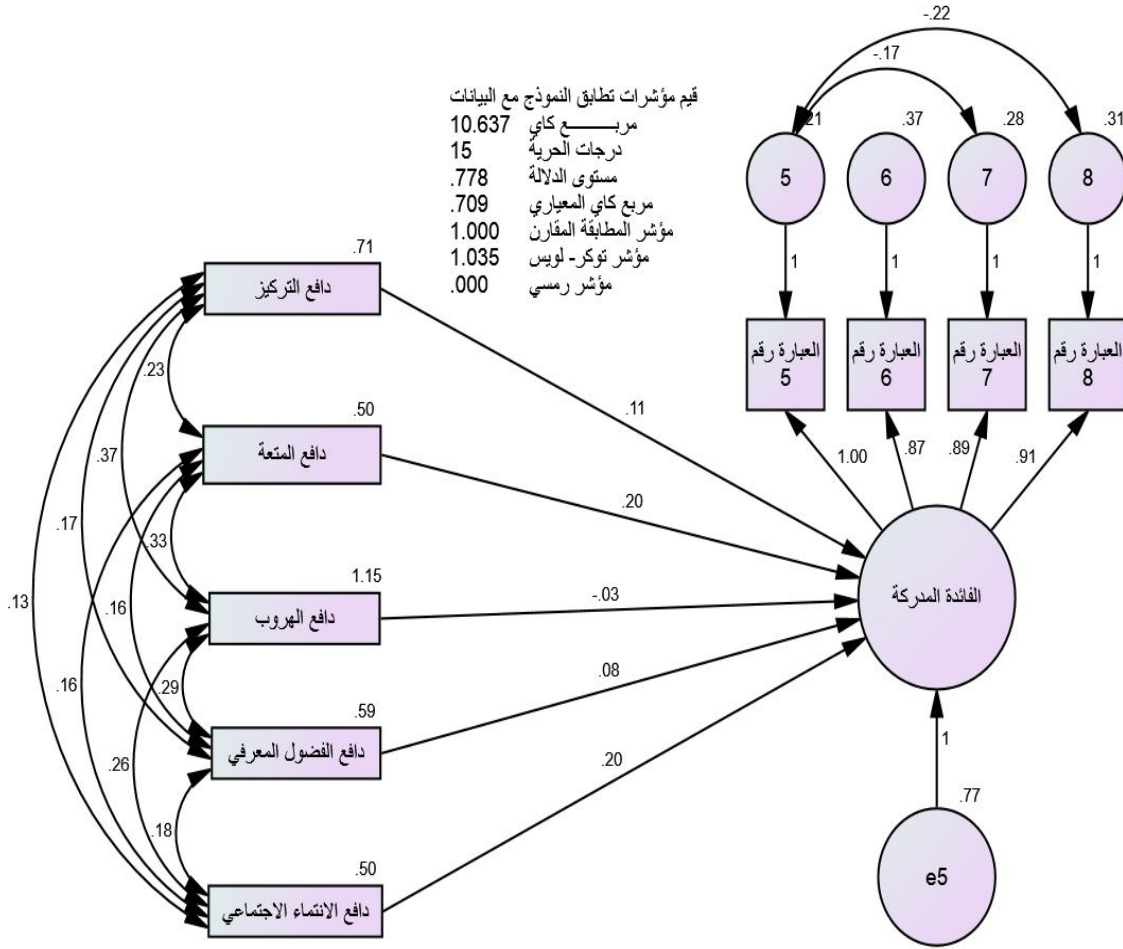 -.22
-.17
قيم مؤشرات تطابق النموذج مع البيانات
مربـــــــع كاي 10.637
درجات الحرية 15
مستوى الدلالة .778
مربع كاي المعياري .709
مؤشر المطابقة المقارن 1.000
مؤشر توكر- لويس 1.035
مؤشر رمسي .000
.21
.37
.28
.31
5
6
7
8
1
1
1
1
العبارة رقم
5
العبارة رقم
6
العبارة رقم
7
العبارة رقم
8
1.00
.87
.89
.91
.71
دافع التركيز
.50
دافع المتعة
1.15
دافع الهروب
.59
دافع الفضول المعرفي
.50
دافع الانتماء الاجتماعي
.23
.37
.17
.13
.33
.16
.16
.29
.26
.18
.11
.20
-.03
.08
.20
الفائدة المدركة
1
.77
e5